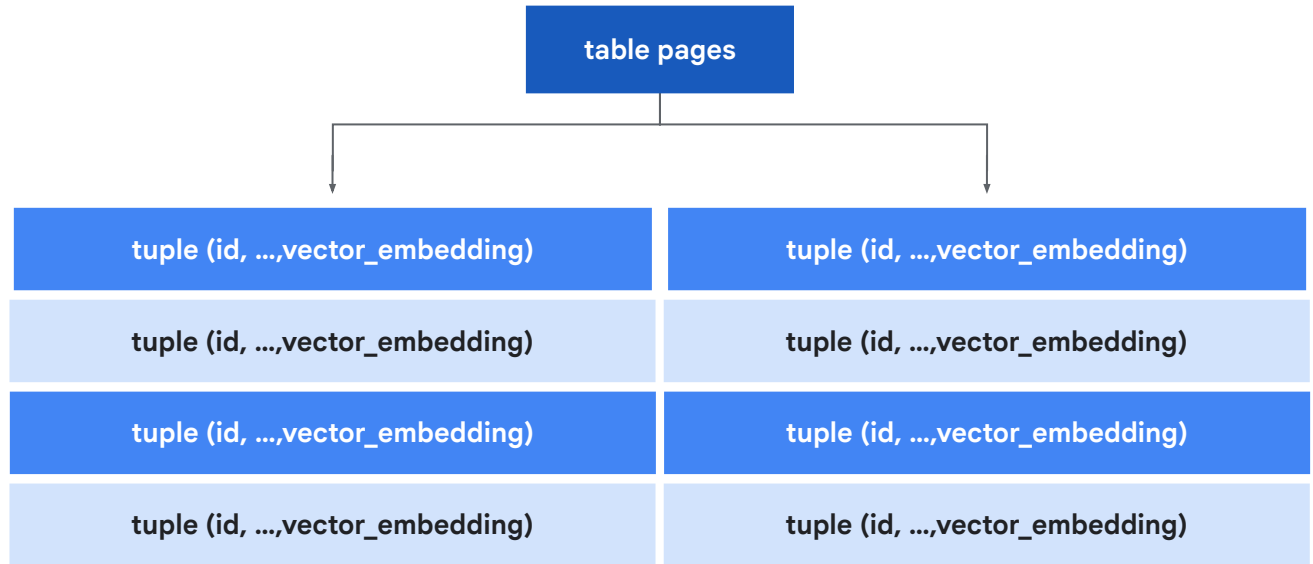 table pages
tuple (id, ...,vector_embedding)
tuple (id, ...,vector_embedding)
tuple (id, ...,vector_embedding)
tuple (id, ...,vector_embedding)
tuple (id, ...,vector_embedding)
tuple (id, ...,vector_embedding)
tuple (id, ...,vector_embedding)
tuple (id, ...,vector_embedding)